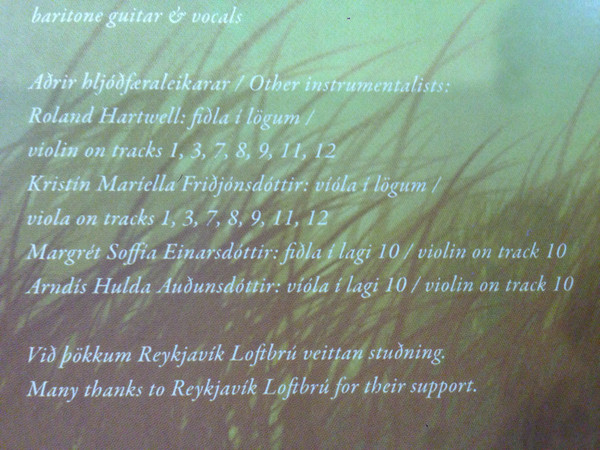 baritone guitar & vocals
Aðrir hljóðfæraleikarar / Other instrumentalists:
Roland Hartwell: fiðla í lögum /
violin on tracks 1, 3, 7, 8, 9, 11, 12
Kristín Maríella Friðjónsdóttir: víóla í lögum /
viola on tracks 1, 3, 7, 8, 9, 11, 12
Margrét Soffía Einarsdóttir: fiðla í lagi 10 / violin on track 10
Arndís Hulda Auðunsdóttir: víóla í lagi 10 / violin on track 10
Við þökkum Reykjavík Loftbrú veittan stuðning.
Many thanks to Reykjavík Loftbrú for their support.